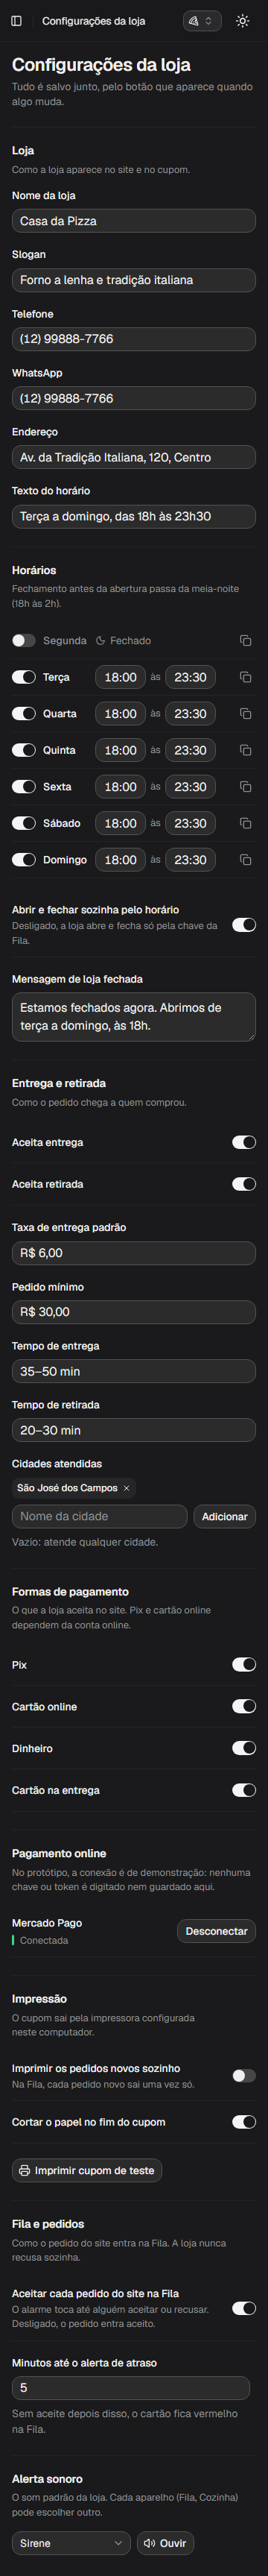 Configurações da loja
Configurações da loja
Tudo é salvo junto, pelo botão que aparece quando
algo muda.
Loja
Como a loja aparece no site e no cupom.
Nome da loja
Casa da Pizza
Slogan
Forno a lenha e tradição italiana
Telefone
(12) 99888-7766
WhatsApp
(12) 99888-7766
Endereço
Av. da Tradição Italiana, 120, Centro
Texto do horário
Terça a domingo, das 18h às 23h30
Horários
Fechamento antes da abertura passa da meia-noite
(18h às 2h).
Segunda Fechado
Terça 18:00 às 23:30
Quarta 18:00 às 23:30
Quinta 18:00 às 23:30
Sexta 18:00 às 23:30
Sábado 18:00 às 23:30
Domingo 18:00 às 23:30
Abrir e fechar sozinha pelo horário
Desligado, a loja abre e fecha só pela chave da
Fila.
Mensagem de loja fechada
Estamos fechados agora. Abrimos de
terça a domingo, às 18h.
Entrega e retirada
Como o pedido chega a quem comprou.
Aceita entrega
Aceita retirada
Taxa de entrega padrão
R$ 6,00
Pedido mínimo
R$ 30,00
Tempo de entrega
35–50 min
Tempo de retirada
20–30 min
Cidades atendidas
São José dos Campos ×
Nome da cidade Adicionar
Vazio: atende qualquer cidade.
Formas de pagamento
O que a loja aceita no site. Pix e cartão online
dependem da conta online.
Pix
Cartão online
Dinheiro
Cartão na entrega
Pagamento online
No protótipo, a conexão é de demonstração: nenhuma
chave ou token é digitado nem guardado aqui.
Mercado Pago
Conectada
Desconectar
Impressão
O cupom sai pela impressora configurada
neste computador.
Imprimir os pedidos novos sozinho
Na Fila, cada pedido novo sai uma vez só.
Cortar o papel no fim do cupom
Imprimir cupom de teste
Fila e pedidos
Como o pedido do site entra na Fila. A loja nunca
recusa sozinha.
Aceitar cada pedido do site na Fila
O alarme toca até alguém aceitar ou recusar.
Desligado, o pedido entra aceito.
Minutos até o alerta de atraso
5
Sem aceite depois disso, o cartão fica vermelho
na Fila.
Alerta sonoro
O som padrão da loja. Cada aparelho (Fila, Cozinha)
pode escolher outro.
Sirene Ouvir